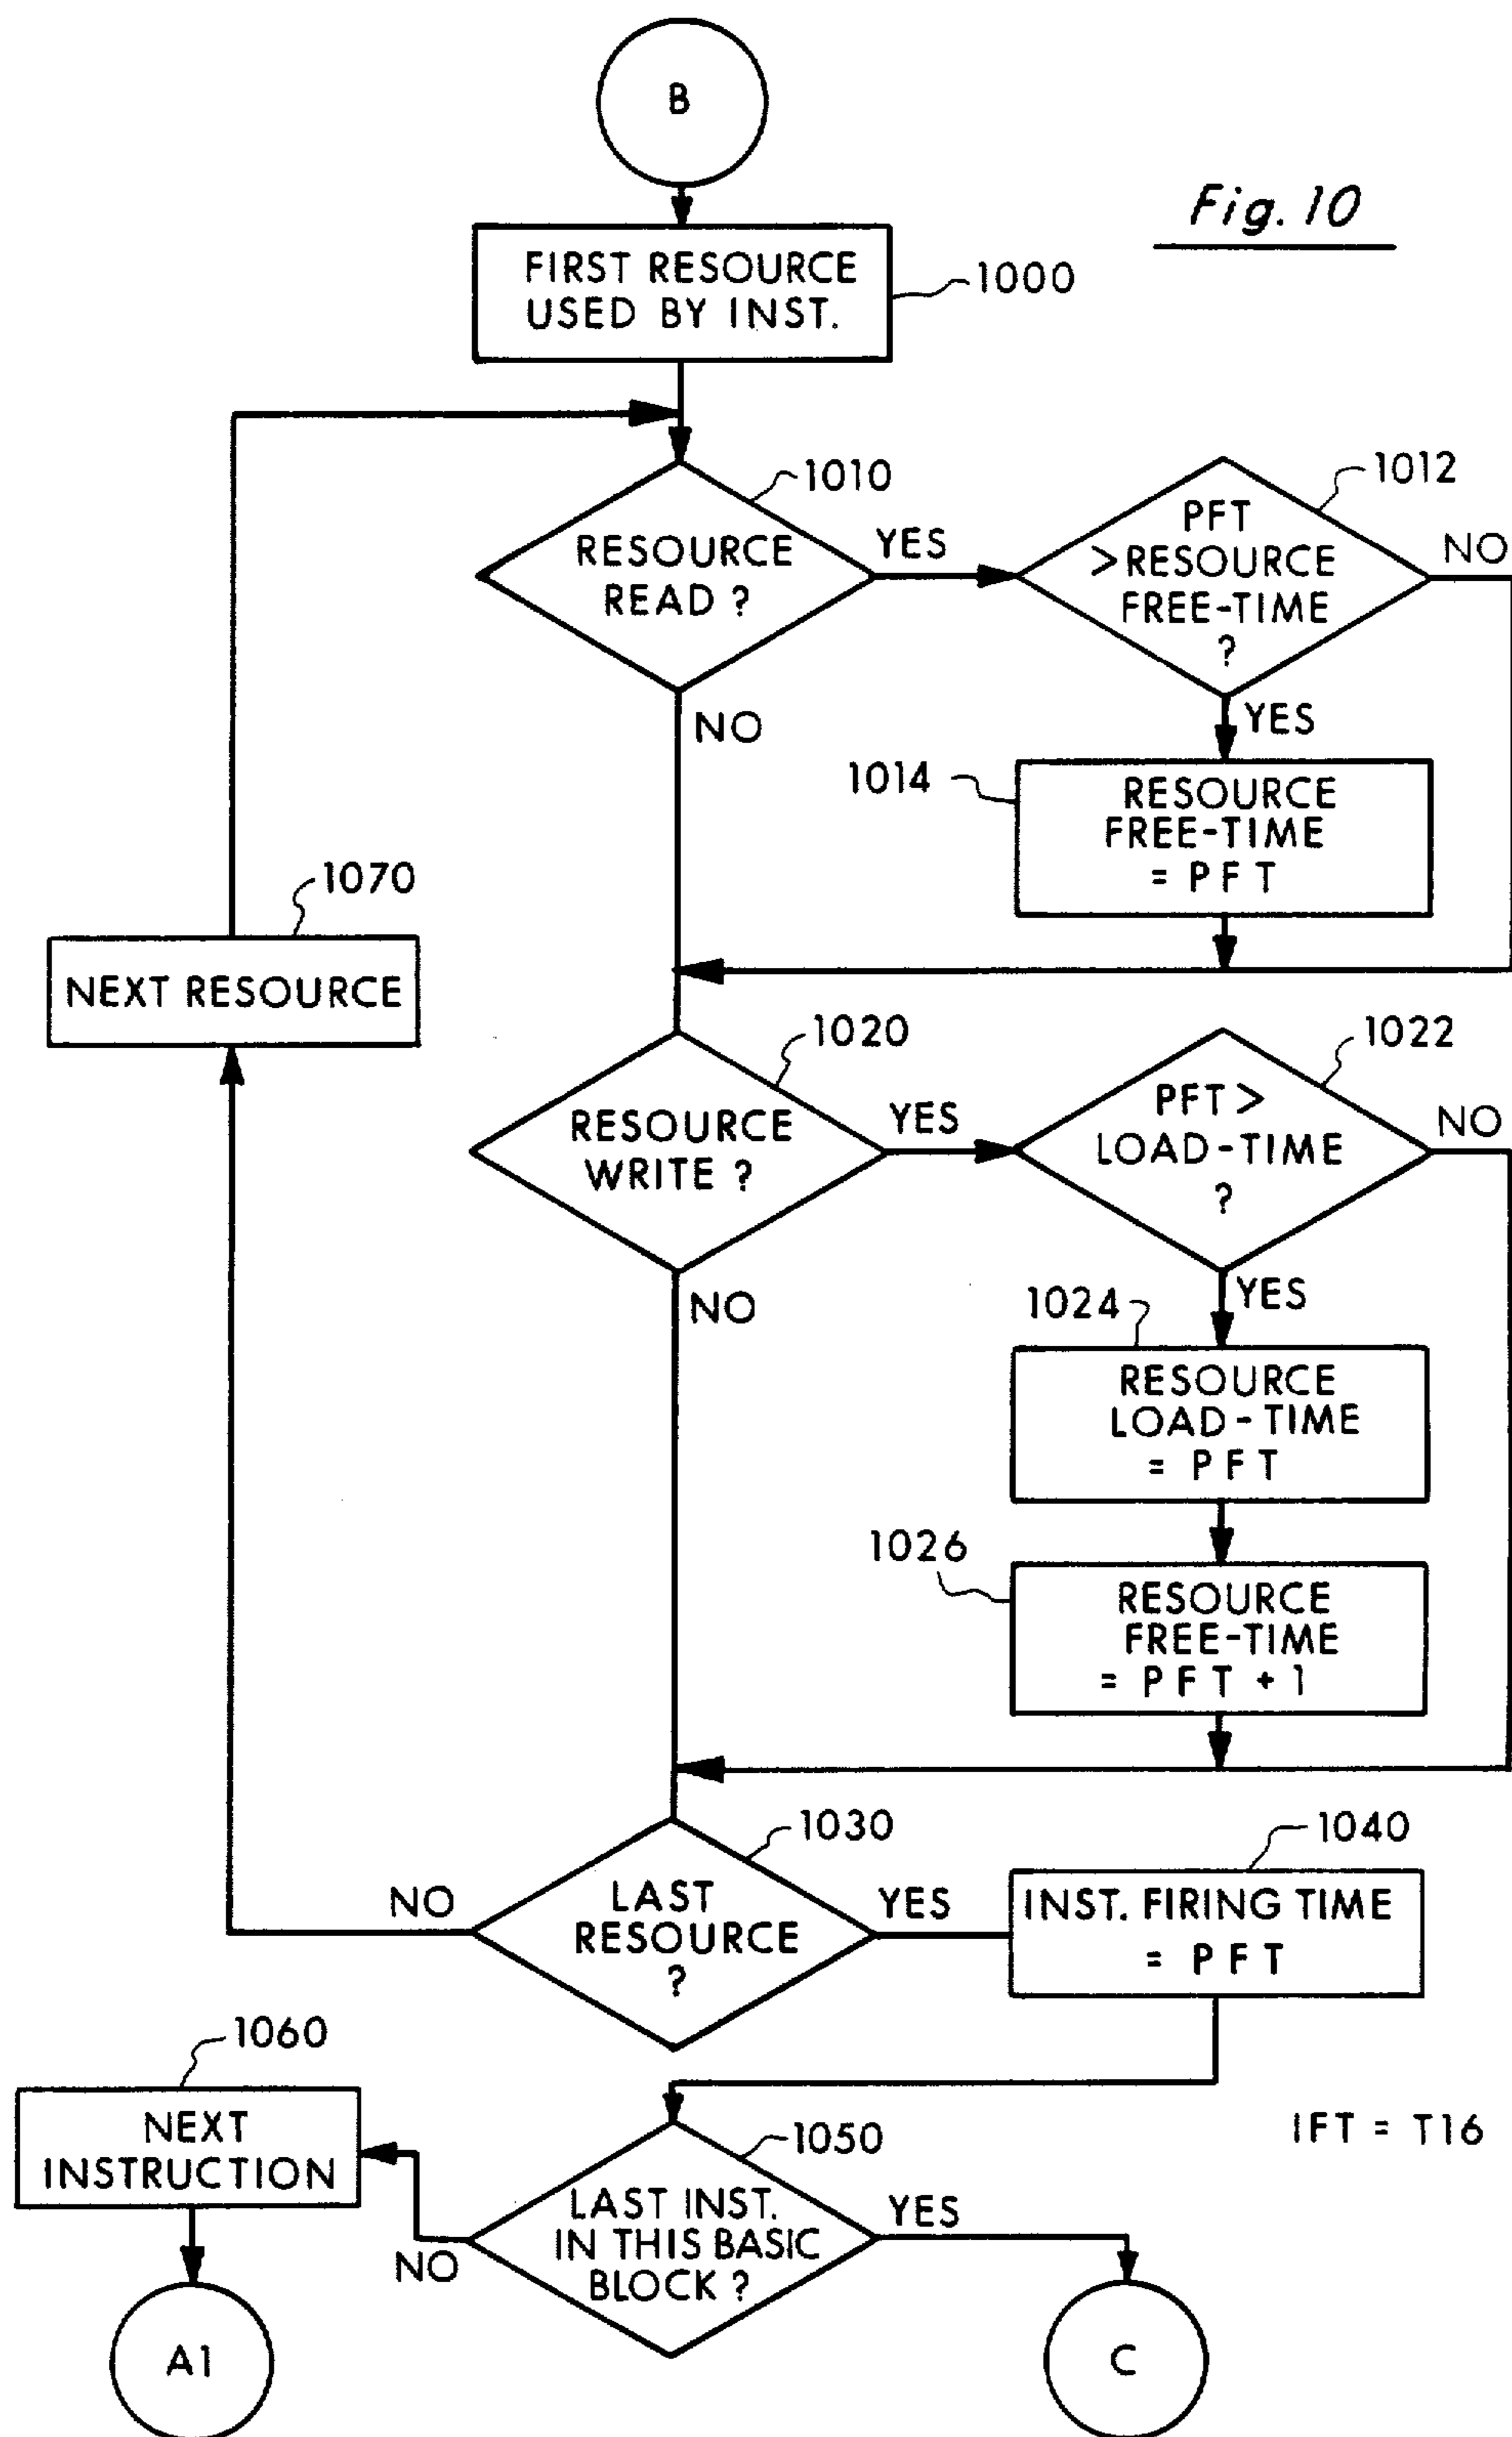 B
Fig. 10
FIRST RESOURCE
USED BY INST.
1000
1010
RESOURCE
READ ?
YES
NO
1012
PFT
>RESOURCE
FREE-TIME
?
NO
YES
1014
RESOURCE
FREE-TIME
= PFT
1070
NEXT RESOURCE
1020
RESOURCE
WRITE ?
YES
NO
1022
PFT >
LOAD-TIME
?
NO
YES
1024
RESOURCE
LOAD-TIME
= PFT
1026
RESOURCE
FREE-TIME
= PFT + 1
1030
LAST
RESOURCE
?
NO
YES
1040
INST. FIRING TIME
= PFT
1060
NEXT
INSTRUCTION
1050
LAST INST.
IN THIS BASIC
BLOCK ?
NO
YES
IFT = T16
A1
C